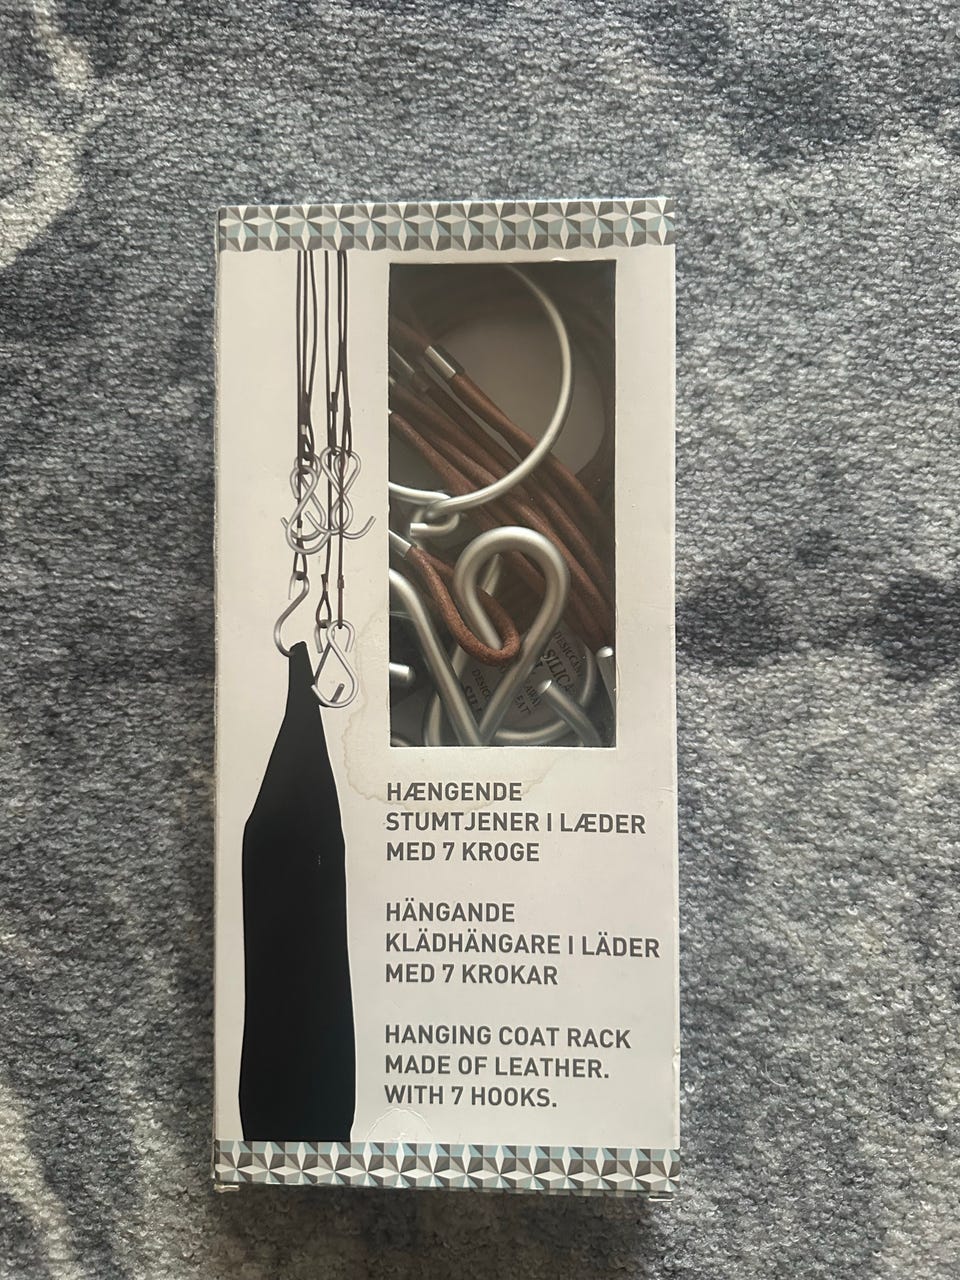 HÆNGENDE
STUMTJENER I LÆDER
MED 7 KROGE
HÄNGANDE
KLÄDHÄNGARE I LÄDER
MED 7 KROKAR
HANGING COAT RACK
MADE OF LEATHER.
WITH 7 HOOKS.